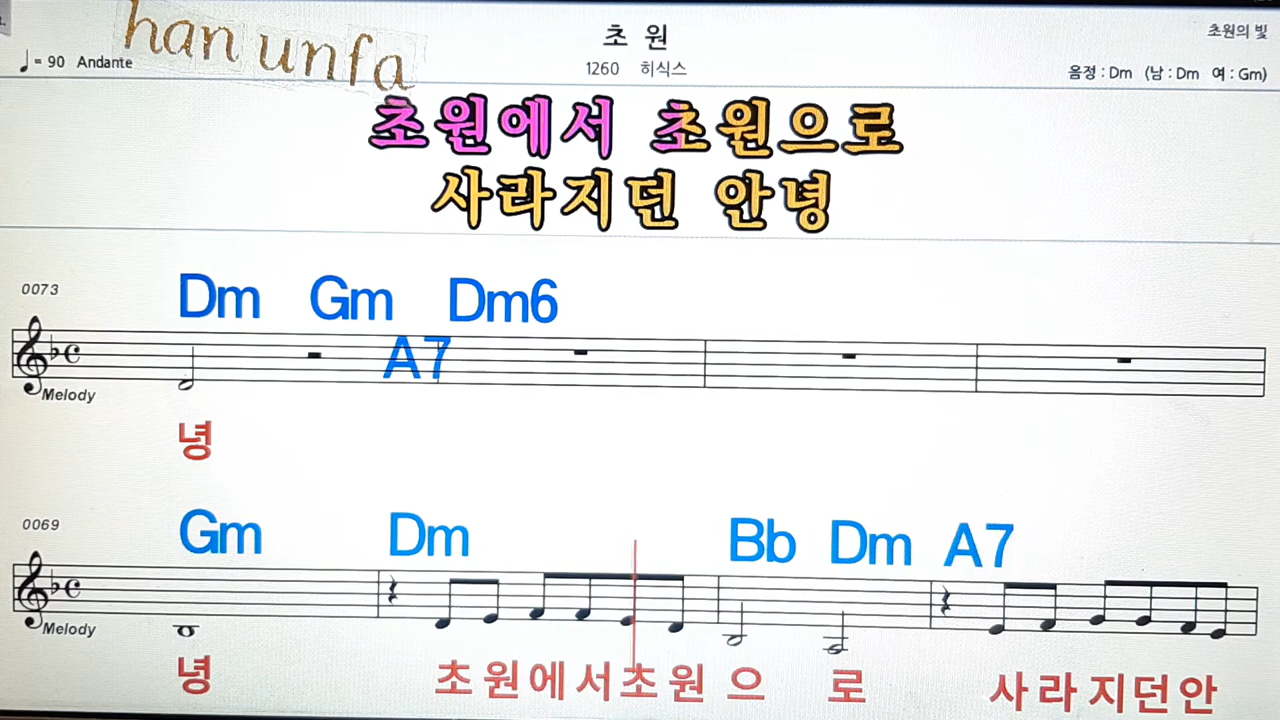 han unfa
초 원
초원의 빛
♩= 90 Andante
1260 히식스
음정 : Dm (남 : Dm 여 : Gm)
초원에서 초원으로
사라지던 안녕
0073
Dm Gm A7 Dm6
Melody
녕
0069
Gm Dm Bb Dm A7
Melody
녕 초원에서초원 으 로 사라지던안